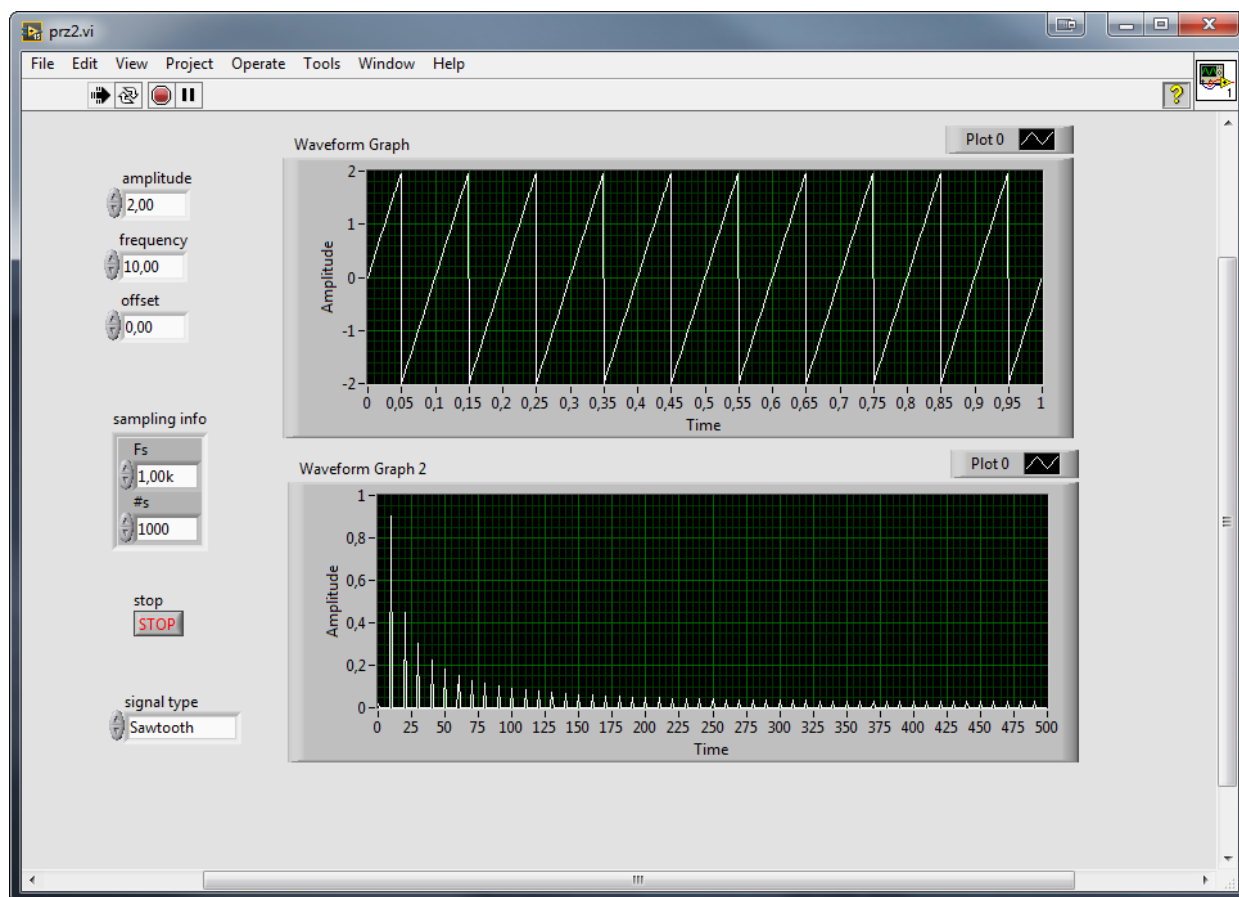 prz2.vi
File Edit View Project Operate Tools Window Help
1
Waveform Graph
Plot 0
amplitude
2,00
frequency
10,00
offset
0,00
Amplitude
2
1
0
-1
-2
0 0,05 0,1 0,15 0,2 0,25 0,3 0,35 0,4 0,45 0,5 0,55 0,6 0,65 0,7 0,75 0,8 0,85 0,9 0,95 1
Time
sampling info
Fs
1,00k
#s
1000
Waveform Graph 2
Plot 0
Amplitude
1
0,8
0,6
0,4
0,2
0
0 25 50 75 100 125 150 175 200 225 250 275 300 325 350 375 400 425 450 475 500
Time
stop
STOP
signal type
Sawtooth